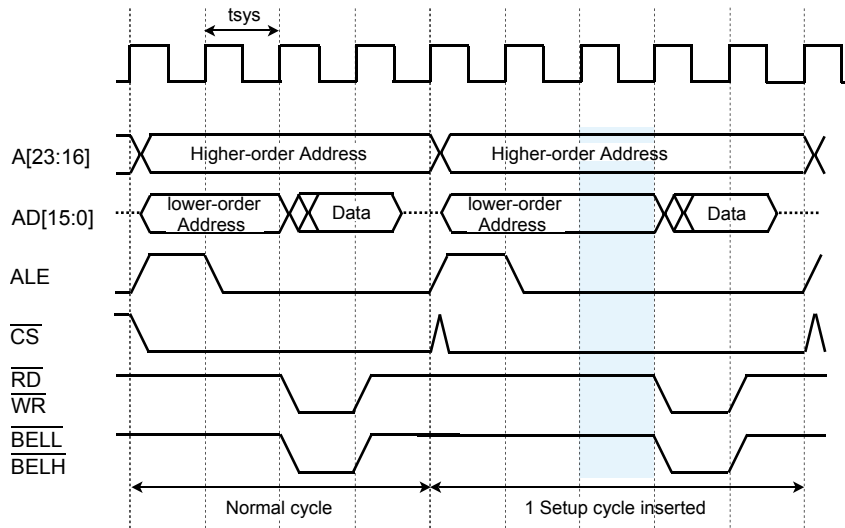 tsys
A[23:16]
Higher-order Address
Higher-order Address
AD[15:0]
lower-order
Address
Data
lower-order
Address
Data
ALE
CS
RD
WR
BELL
BELH
Normal cycle
1 Setup cycle inserted